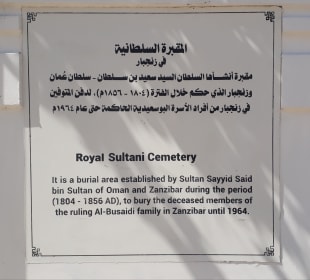 المقبرة السلطانية
في زنجبار
مقبرة أنشأها السلطان السيد سعيد بن سلطان - سلطان عُمان
وزنجبار الذي حكم خلال الفترة (١٨٠٤ - ١٨٥٦م)، لدفن المتوفين
في زنجبار من أفراد الأسرة البوسعيدية الحاكمة حتى عام ١٩٦٤م
Royal Sultani Cemetery
It is a burial area established by Sultan Sayyid Said
bin Sultan of Oman and Zanzibar during the period
(1804 - 1856 AD), to bury the deceased members of
the ruling Al-Busaidi family in Zanzibar until 1964.